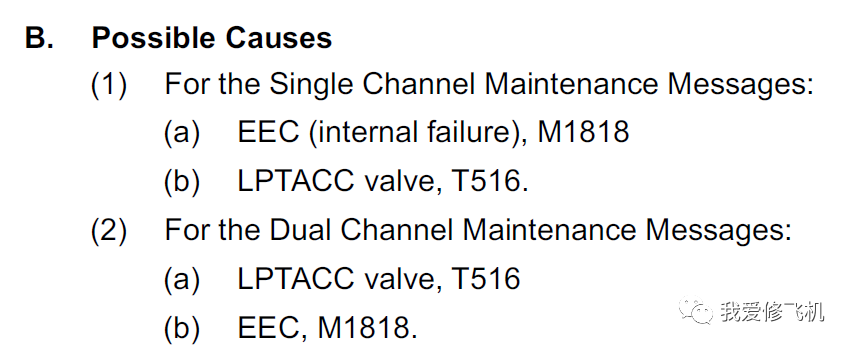 B. Possible Causes
(1) For the Single Channel Maintenance Messages:
(a) EEC (internal failure), M1818
(b) LPTACC valve, T516.
(2) For the Dual Channel Maintenance Messages:
(a) LPTACC valve, T516
(b) EEC, M1818.
我爱修飞机